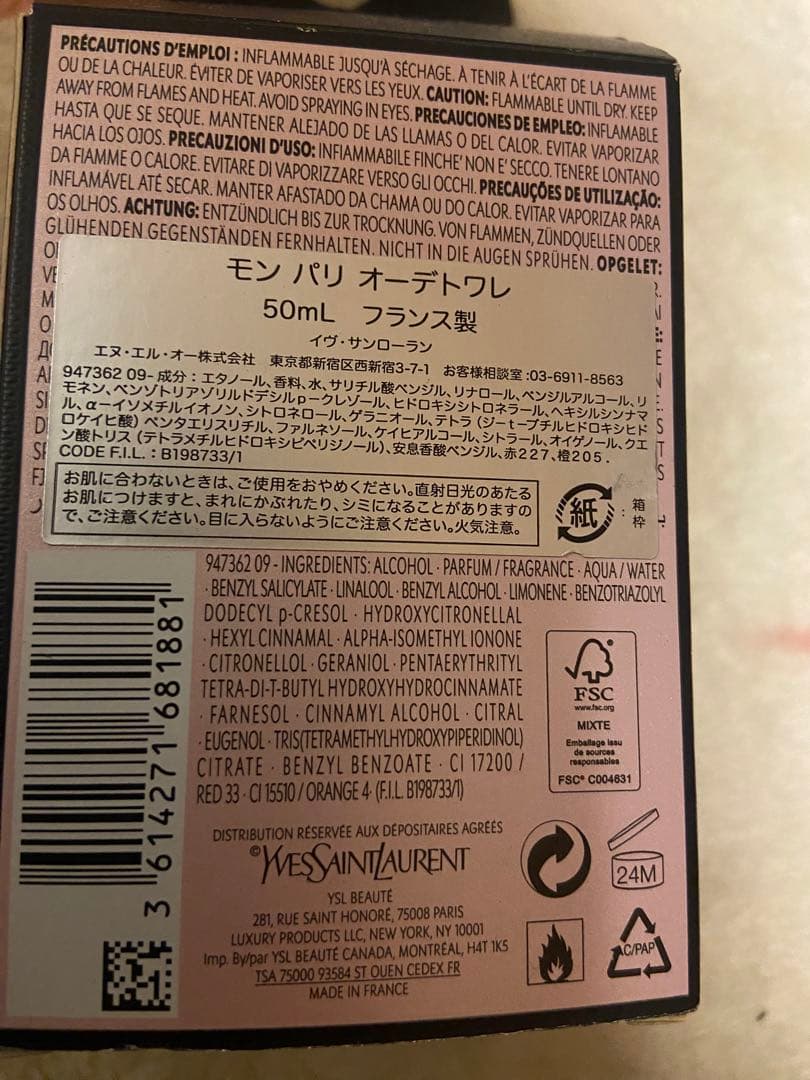 PRÉCAUTIONS D'EMPLOI : INFLAMMABLE JUSQU'À SÉCHAGE. À TENIR À L'ÉCART DE LA FLAMME
OU DE LA CHALEUR. ÉVITER DE VAPORISER VERS LES YEUX. CAUTION: FLAMMABLE UNTIL DRY. KEEP
AWAY FROM FLAMES AND HEAT. AVOID SPRAYING IN EYES. PRECAUCIONES DE EMPLEO: INFLAMABLE
HASTA QUE SE SEQUE. MANTENER ALEJADO DE LAS LLAMAS O DEL CALOR. EVITAR VAPORIZAR
HACIA LOS OJOS. PRECAUZIONI D'USO: INFIAMMABILE FINCHE' NON E' SECCO. TENERE LONTANO
DA FIAMME O CALORE. EVITARE DI VAPORIZZARE VERSO GLI OCCHI. PRECAUÇÕES DE UTILIZAÇÃO:
INFLAMÁVEL ATÉ SECAR. MANTER AFASTADO DA CHAMA OU DO CALOR. EVITAR VAPORIZAR PARA
OS OLHOS. ACHTUNG: ENTZÜNDLICH BIS ZUR TROCKNUNG. VON FLAMMEN, ZÜNDQUELLEN ODER
GLÜHENDEN GEGENSTÄNDEN FERNHALTEN. NICHT IN DIE AUGEN SPRÜHEN. OPGELET:
モン パリ オーデトワレ
50mL フランス製
イヴ・サンローラン
エヌ・エル・オー株式会社 東京都新宿区西新宿3-7-1 お客様相談室:03-6911-8563
947362 09- 成分：エタノール、香料、水、サリチル酸ベンジル、リナロール、ベンジルアルコール、リ
モネン、ベンゾトリアゾリルドデシルp－クレゾール、ヒドロキシシトロネラール、ヘキシルシンナマ
ル、α－イソメチルイオノン、シトロネロール、ゲラニオール、テトラ（ジーt－ブチルヒドロキシヒド
ロケイヒ酸）ペンタエリスリチル、ファルネソール、ケイヒアルコール、シトラール、オイゲノール、クエ
ン酸トリス（テトラメチルヒドロキシピペリジノール）、安息香酸ベンジル、赤227、橙205.
CODE F.I.L. : B198733/1
お肌に合わないときは、ご使用をおやめください。直射日光のあたる
お肌につけますと、まれにかぶれたり、シミになることがありますの
で、ご注意ください。目に入らないようにご注意ください。火気注意。
紙 : 箱 枠
947362 09 - INGREDIENTS: ALCOHOL · PARFUM / FRAGRANCE · AQUA / WATER
· BENZYL SALICYLATE · LINALOOL · BENZYL ALCOHOL · LIMONENE · BENZOTRIAZOLYL
DODECYL p-CRESOL · HYDROXYCITRONELLAL
· HEXYL CINNAMAL · ALPHA-ISOMETHYL IONONE
· CITRONELLOL · GERANIOL · PENTAERYTHRITYL
TETRA-DI-T-BUTYL HYDROXYHYDROCINNAMATE
· FARNESOL · CINNAMYL ALCOHOL · CITRAL
· EUGENOL · TRIS(TETRAMETHYLHYDROXYPIPERIDINOL)
CITRATE · BENZYL BENZOATE · CI 17200 /
RED 33 · CI 15510 / ORANGE 4· (F.I.L. B198733/1)
FSC
www.fsc.org
MIXTE
Emballage issu
de sources
responsables
FSC® C004631
3 614271 681881
DISTRIBUTION RÉSERVÉE AUX DÉPOSITAIRES AGRÉÉS
©YVESSAINTLAURENT
YSL BEAUTÉ
281, RUE SAINT HONORÉ, 75008 PARIS
LUXURY PRODUCTS LLC, NEW YORK, NY 10001
Imp. By/par YSL BEAUTÉ CANADA, MONTRÉAL, H4T 1K5
TSA 75000 93584 ST OUEN CEDEX FR
MADE IN FRANCE
24M
C/PAP